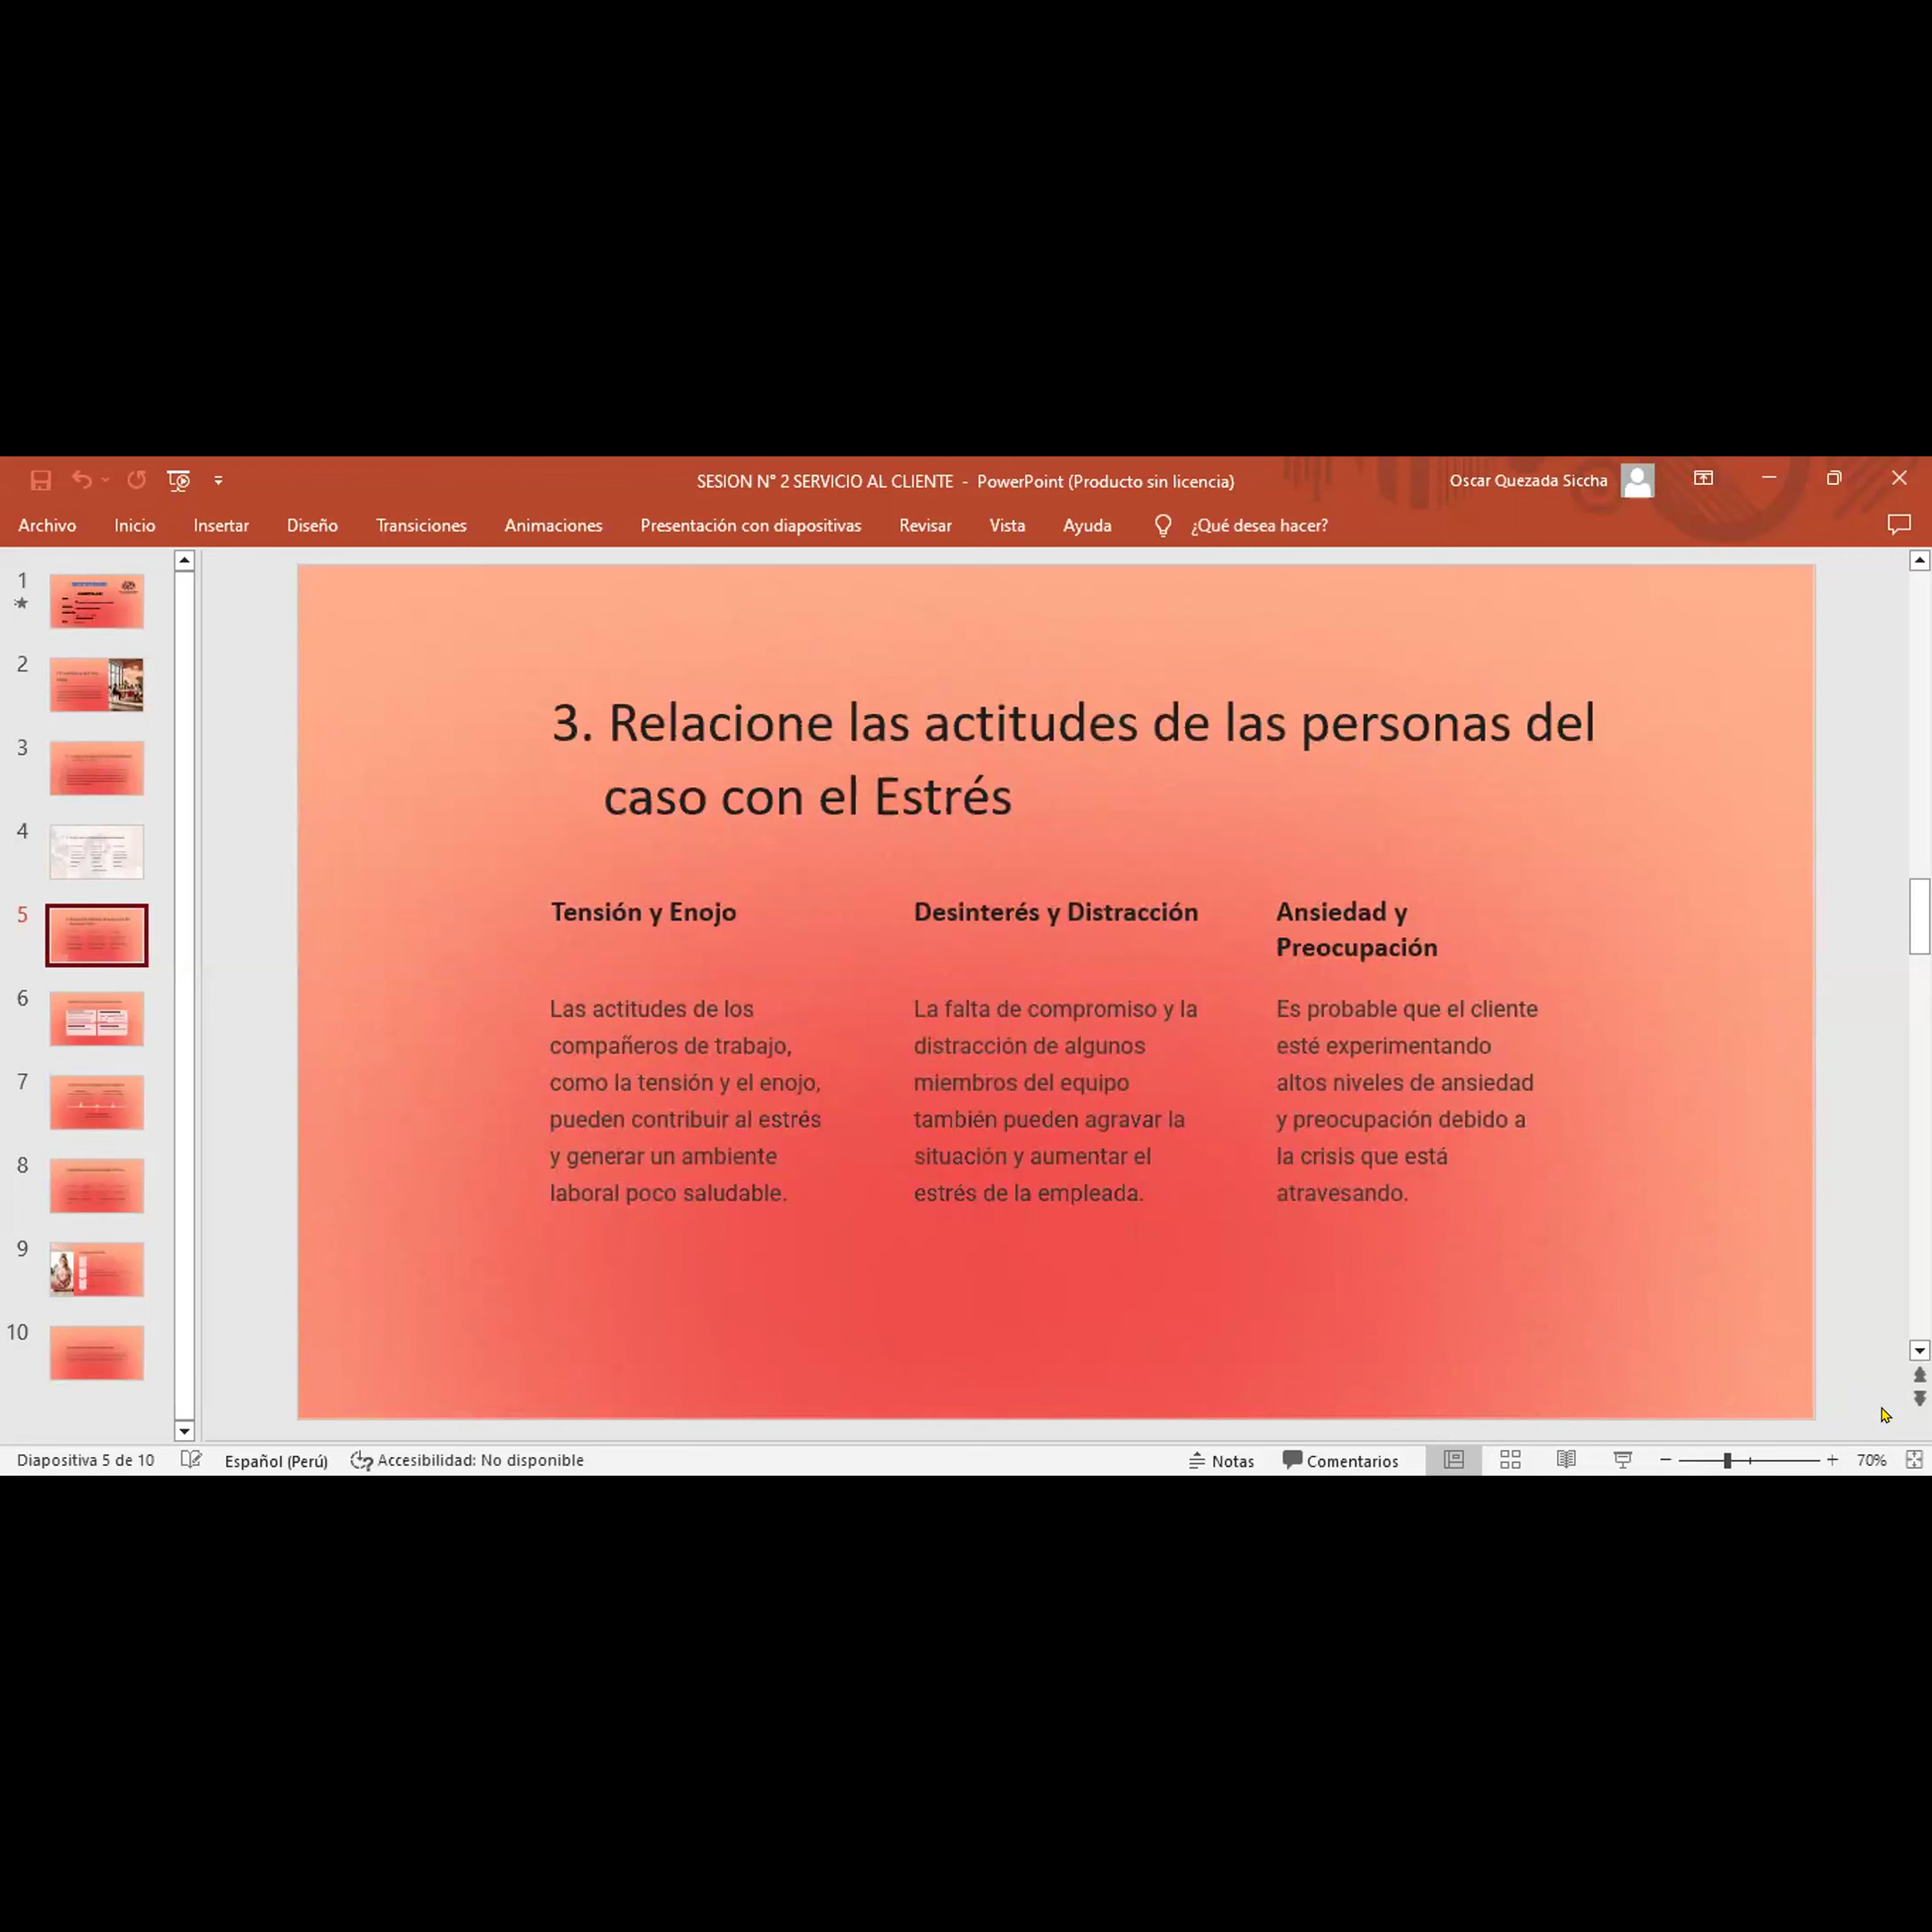 SESION N° 2 SERVICIO AL CLIENTE - PowerPoint (Producto sin licencia)
Oscar Quezada Siccha
Archivo Inicio Insertar Diseño Transiciones Animaciones Presentación con diapositivas Revisar Vista Ayuda ¿Qué desea hacer?
1
2
3
4
5
6
7
8
9
10
3. Relacione las actitudes de las personas del
caso con el Estrés
Tensión y Enojo
Las actitudes de los
compañeros de trabajo,
como la tensión y el enojo,
pueden contribuir al estrés
y generar un ambiente
laboral poco saludable.
Desinterés y Distracción
La falta de compromiso y la
distracción de algunos
miembros del equipo
también pueden agravar la
situación y aumentar el
estrés de la empleada.
Ansiedad y
Preocupación
Es probable que el cliente
esté experimentando
altos niveles de ansiedad
y preocupación debido a
la crisis que está
atravesando.
Diapositiva 5 de 10 Español (Perú) Accesibilidad: No disponible Notas Comentarios 70%